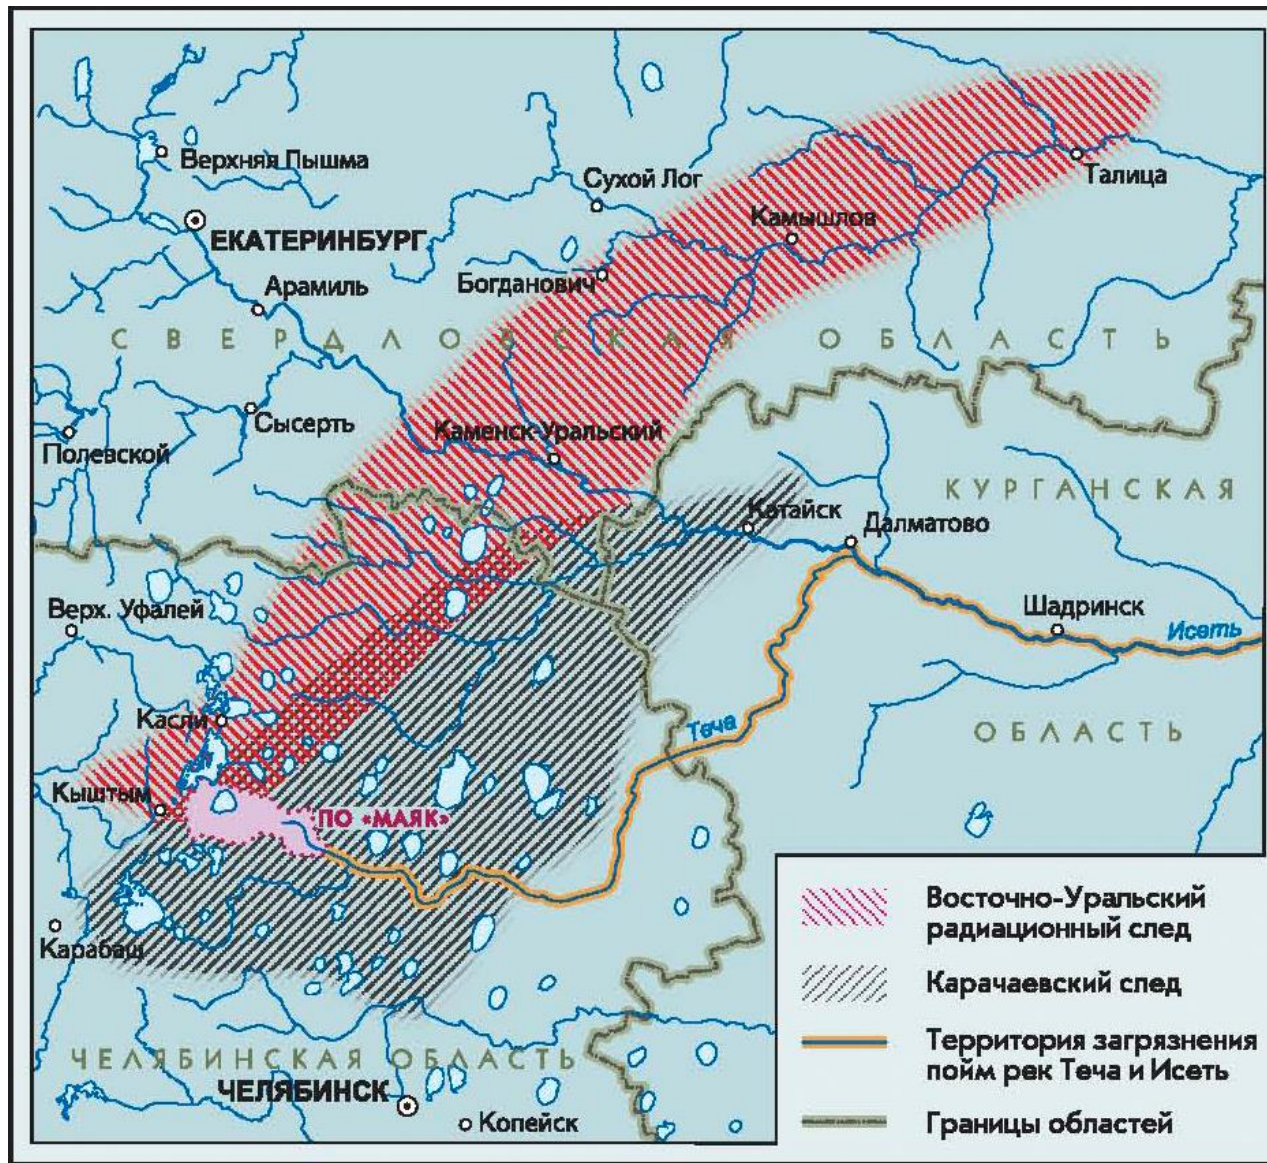 Верхняя Пышма
Сухой Лог
Талица
Камышлов
ЕКАТЕРИНБУРГ
Богданович
Арамиль
СВЕРДЛОВСКАЯ ОБЛАСТЬ
Сысерть
Каменск-Уральский
Полевской
КУРГАНСКАЯ
Катайск
Далматово
Верх. Уфалей
Шадринск
Исеть
Касли
Теча
ОБЛАСТЬ
Кыштым
ПО «МАЯК»
Карабаш
ЧЕЛЯБИНСКАЯ ОБЛАСТЬ
ЧЕЛЯБИНСК
Копейск
Восточно-Уральский
радиационный след
Карачаевский след
Территория загрязнения
пойм рек Теча и Исеть
Границы областей